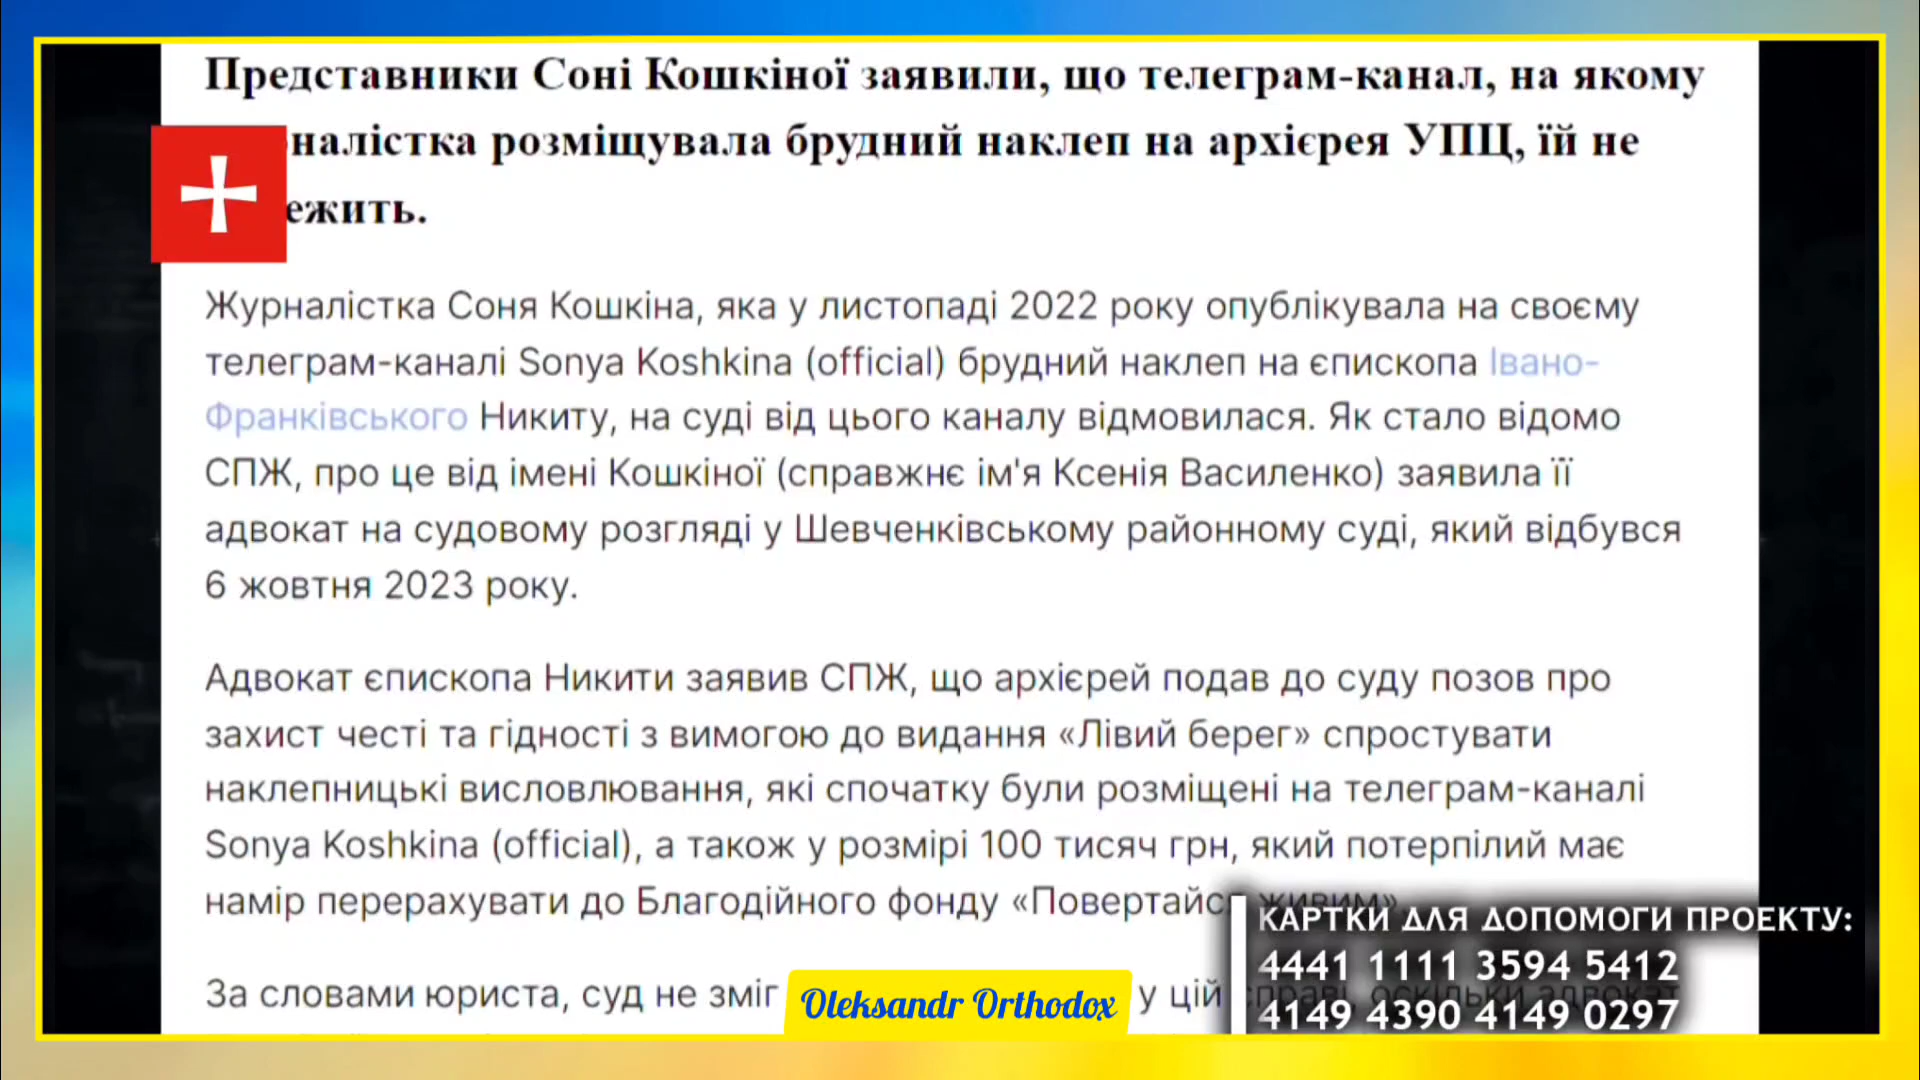 Представники Соні Кошкіної заявили, що телеграм-канал, на якому
налістка розміщувала брудний наклеп на архієрея УПЦ, їй не
ежить.
Журналістка Соня Кошкіна, яка у листопаді 2022 року опублікувала на своєму
телеграм-каналі Sonya Koshkina (official) брудний наклеп на єпископа Івано-
Франківського Никиту, на суді від цього каналу відмовилася. Як стало відомо
СПЖ, про це від імені Кошкіної (справжнє ім'я Ксенія Василенко) заявила її
адвокат на судовому розгляді у Шевченківському районному суді, який відбувся
6 жовтня 2023 року.
Адвокат єпископа Никити заявив СПЖ, що архієрей подав до суду позов про
захист честі та гідності з вимогою до видання «Лівий берег» спростувати
наклепницькі висловлювання, які спочатку були розміщені на телеграм-каналі
Sonya Koshkina (official), а також у розмірі 100 тисяч грн, який потерпілий має
намір перерахувати до Благодійного фонду «Повертайся живим».
За словами юриста, суд не зміг у цій справі, оскільки адвокат
Oleksandr Orthodox
КАРТКИ ДЛЯ ДОПОМОГИ ПРОЕКТУ:
4441 1111 3594 5412
4149 4390 4149 0297